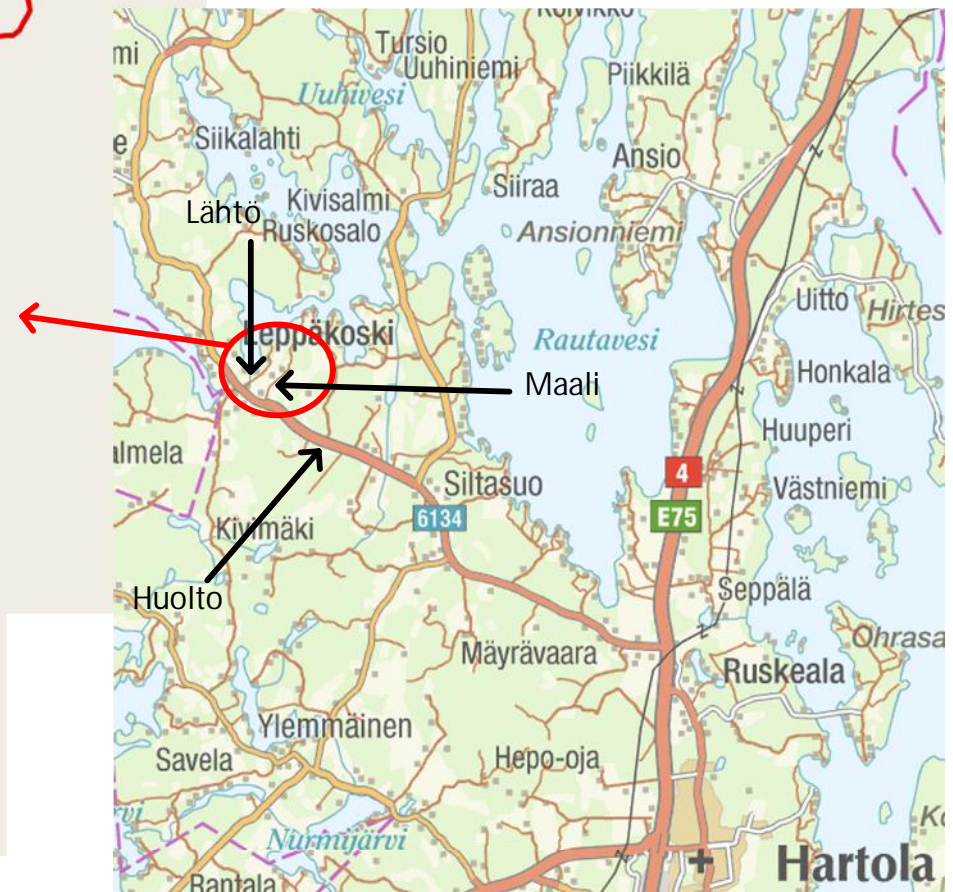 mi
Tursio
Uuhiniemi
Uuhivesi
Piikkilä
Siikalahti
Ansio
Siiraa
Kivisalmi
Lähtö
Ruskosalo
Ansionniemi
Uitto
Hirtes
Leppäkoski
Rautavesi
Maali
Honkala
Huuperi
almela
4
Siltasuo
Västniemi
6134
E75
Kivimäki
Seppälä
Huolto
Ohrasa
Mäyrävaara
Ruskeala
Ylemmäinen
Savela
Hepo-oja
Nurmijärvi
Hartola
Rantala